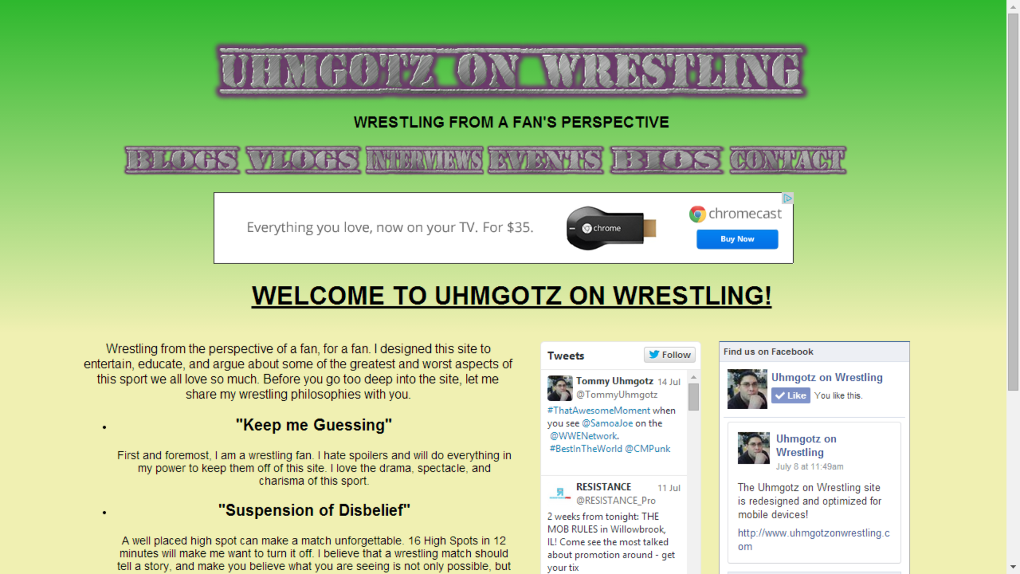 UHMGOTZ ON WRESTLING
WRESTLING FROM A FAN'S PERSPECTIVE
BLOGS VLOGS INTERVIEWS EVENTS BIOS CONTACT
Everything you love, now on your TV. For $35.
chrome
chromecast
Buy Now
WELCOME TO UHMGOTZ ON WRESTLING!
Wrestling from the perspective of a fan, for a fan. I designed this site to
entertain, educate, and argue about some of the greatest and worst aspects of
this sport we all love so much. Before you go too deep into the site, let me
share my wrestling philosophies with you.
"Keep me Guessing"
First and foremost, I am a wrestling fan. I hate spoilers and will do everything in
my power to keep them off of this site. I love the drama, spectacle, and
charisma of this sport.
"Suspension of Disbelief"
A well placed high spot can make a match unforgettable. 16 High Spots in 12
minutes will make me want to turn it off. I believe that a wrestling match should
tell a story, and make you believe what you are seeing is not only possible, but
Tweets
Follow
Tommy Uhmgotz 14 Jul
@TommyUhmgotz
#ThatAwesomeMoment when
you see @SamoaJoe on the
@WWENetwork.
#BestInTheWorld @CMPunk
RESISTANCE 11 Jul
@RESISTANCE_Pro
2 weeks from tonight: THE
MOB RULES in Willowbrook,
IL! Come see the most talked
about promotion around - get
your tix
Find us on Facebook
Uhmgotz on Wrestling
Like You like this.
Uhmgotz on
Wrestling
July 8 at 11:49am
The Uhmgotz on Wrestling site
is redesigned and optimized for
mobile devices!
http://www.uhmgotzonwrestling.c
om